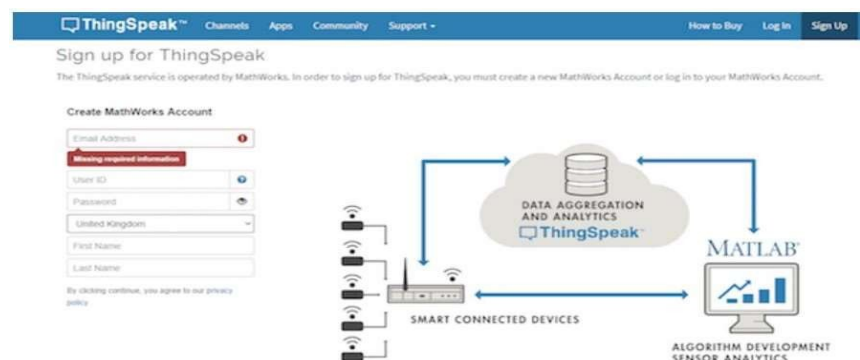 ThingSpeak™ Channels Apps Community Support How to Buy Log In Sign Up
Sign up for ThingSpeak
The ThingSpeak service is operated by MathWorks. In order to sign up for ThingSpeak, you must create a new MathWorks Account or log in to your MathWorks Account.
Create MathWorks Account
Email Address
Missing required information
User ID
Password
United Kingdom
First Name
Last Name
By clicking continue, you agree to our privacy
policy
DATA AGGREGATION
AND ANALYTICS
ThingSpeak™
SMART CONNECTED DEVICES
MATLAB®
ALGORITHM DEVELOPMENT
SENSOR ANALYTICS